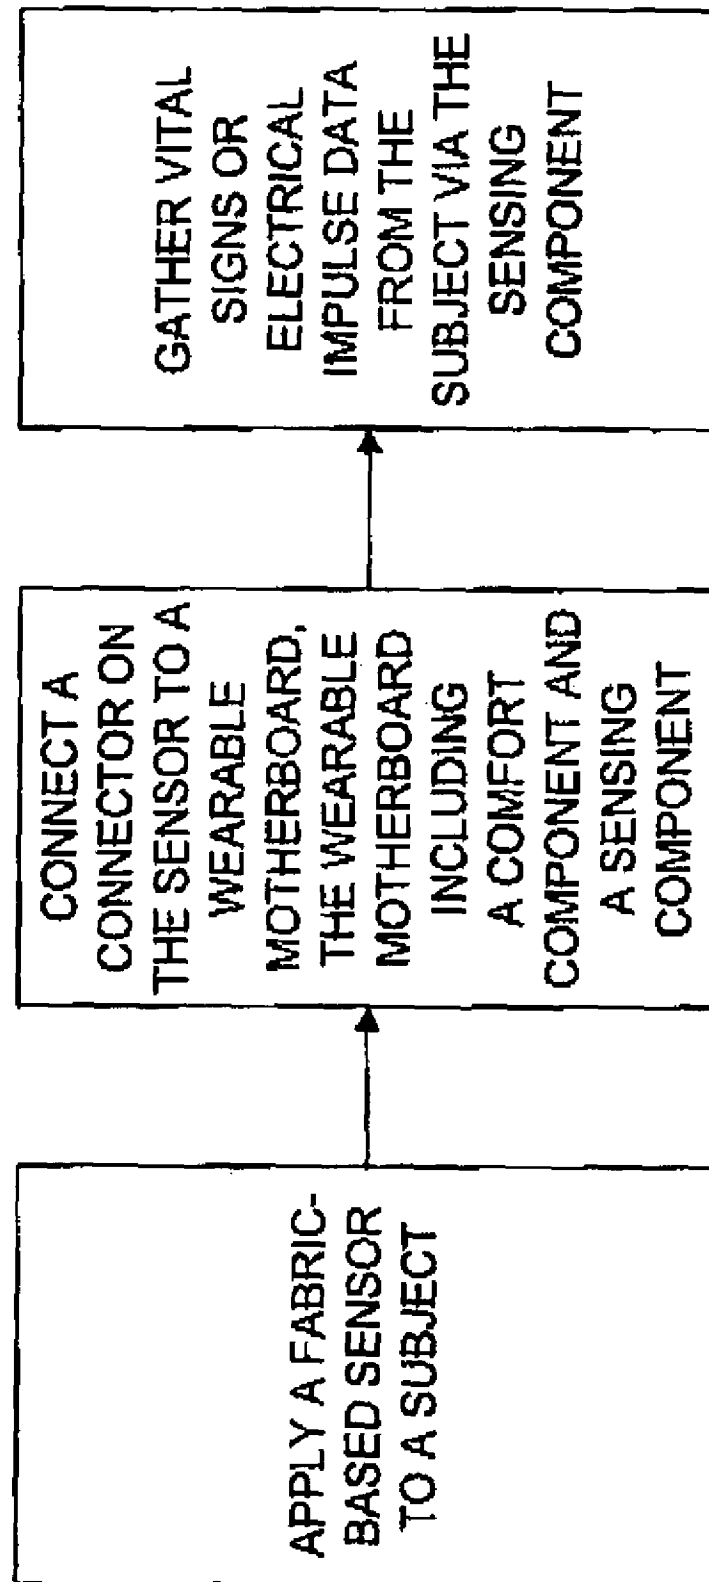 APPLY A FABRIC-
BASED SENSOR
TO A SUBJECT
CONNECT A
CONNECTOR ON
THE SENSOR TO A
WEARABLE
MOTHERBOARD,
THE WEARABLE
MOTHERBOARD
INCLUDING
A COMFORT
COMPONENT AND
A SENSING
COMPONENT
GATHER VITAL
SIGNS OR
ELECTRICAL
IMPULSE DATA
FROM THE
SUBJECT VIA THE
SENSING
COMPONENT